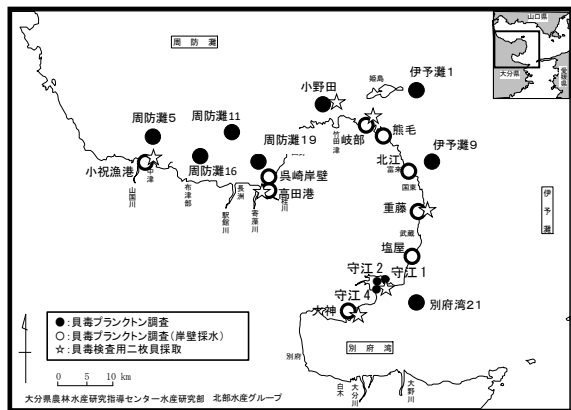 山口県
大分県
愛媛県
周防灘
姫島
伊予灘1
小野田
周防灘11
周防灘5
竹田津
岐部
熊毛
周防灘19
北江
富来
伊予灘9
小祝漁港
中津
周防灘16
呉崎岸壁
国東
高田港
山国川
布津部
長洲
駅館川
寄藻川
桂川
重藤
伊予灘
武蔵
塩屋
守江2
守江1
守江4
別府湾21
大神
●:貝毒プランクトン調査
○:貝毒プランクトン調査(岸壁採水)
☆:貝毒検査用二枚貝採取
別府
別府湾
0 5 10 km
白木
大分川
大野川
大分県農林水産研究指導センター水産研究部 北部水産グループ